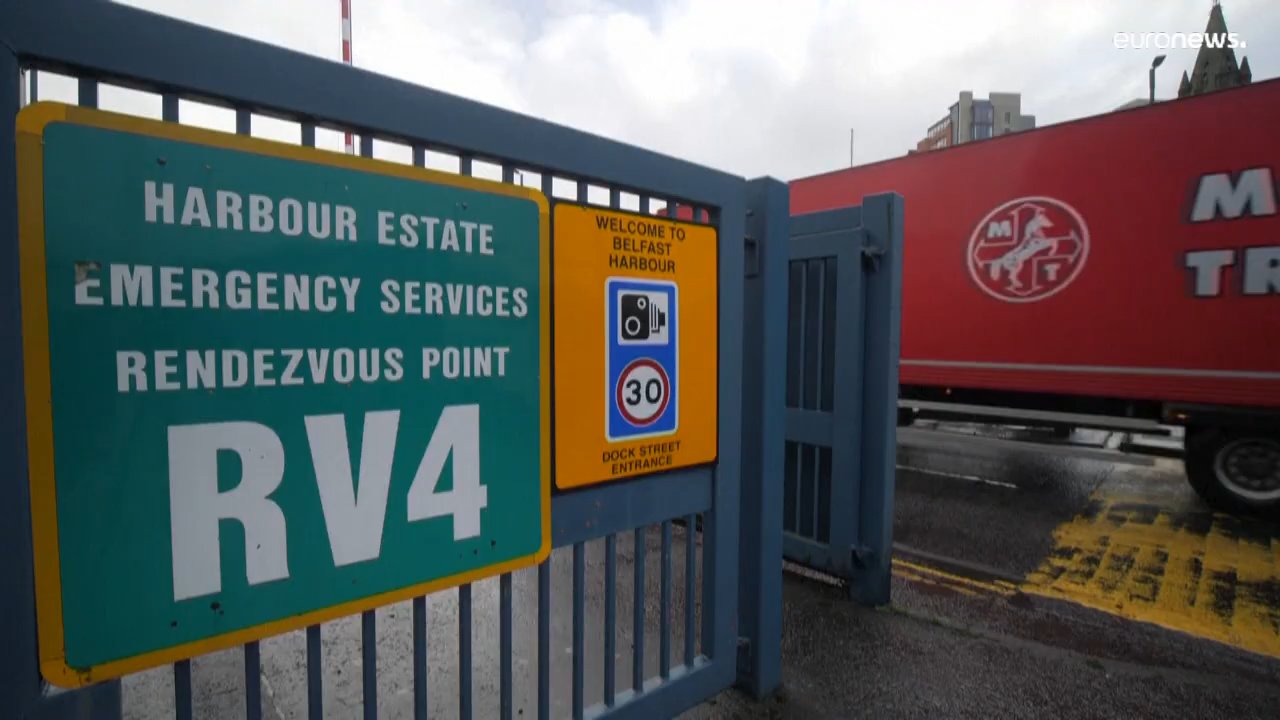 euronews.
HARBOUR ESTATE
EMERGENCY SERVICES
RENDEZVOUS POINT
RV4
WELCOME TO
BELFAST
HARBOUR
30
DOCK STREET
ENTRANCE
M
T T
M
TR